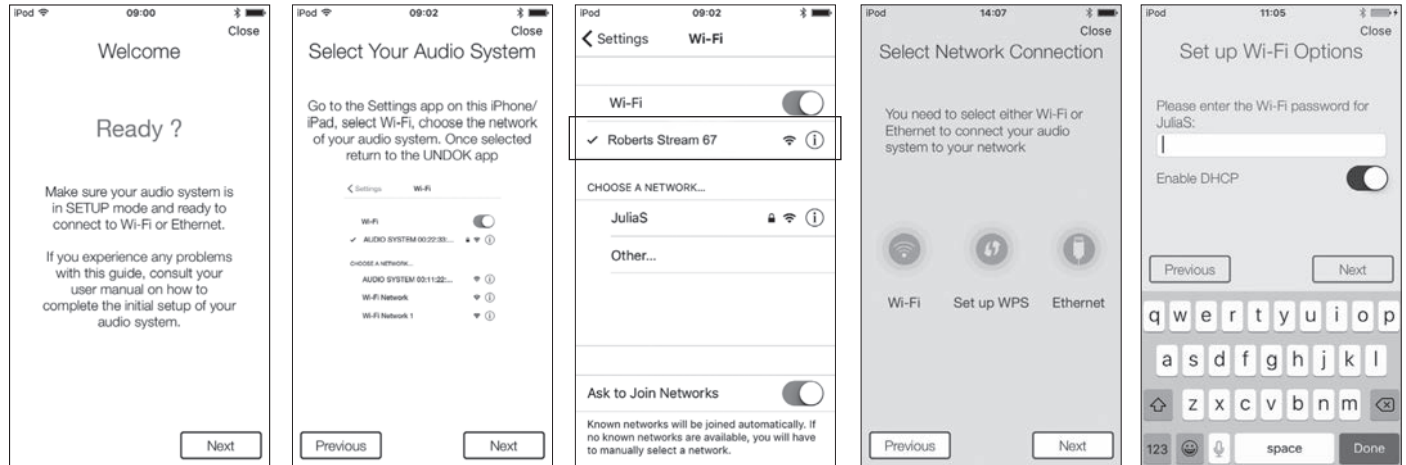 iPod 09:00
Close
Welcome
Ready ?
Make sure your audio system is
in SETUP mode and ready to
connect to Wi-Fi or Ethernet.
If you experience any problems
with this guide, consult your
user manual on how to
complete the initial setup of your
audio system.
Next
iPod 09:02
Close
Select Your Audio System
Go to the Settings app on this iPhone/
iPad, select Wi-Fi, choose the network
of your audio system. Once selected
return to the UNDOK app
Settings Wi-Fi
Wi-Fi
AUDIO SYSTEM 00:22:33:...
CHOOSE A NETWORK...
AUDIO SYSTEM 00:11:22:...
Wi-Fi Network
Wi-Fi Network 1
Previous Next
iPod 09:02
Settings Wi-Fi
Wi-Fi
Roberts Stream 67
CHOOSE A NETWORK...
JuliaS
Other...
Ask to Join Networks
Known networks will be joined automatically. If
no known networks are available, you will have
to manually select a network.
iPod 14:07
Close
Select Network Connection
You need to select either Wi-Fi or
Ethernet to connect your audio
system to your network
Wi-Fi Set up WPS Ethernet
Previous Next
iPod 11:05
Close
Set up Wi-Fi Options
Please enter the Wi-Fi password for
JuliaS:
Enable DHCP
Previous Next
q w e r t y u i o p
a s d f g h j k l
z x c v b n m
123 space Done